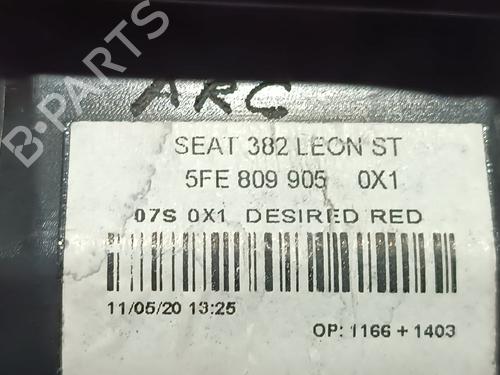 ARC
SEAT 382 LEON ST
5FE 809 905 0X1
07S 0X1 DESIRED RED
11/05/20 13:25
OP: 1166 + 1403
B-PARTS